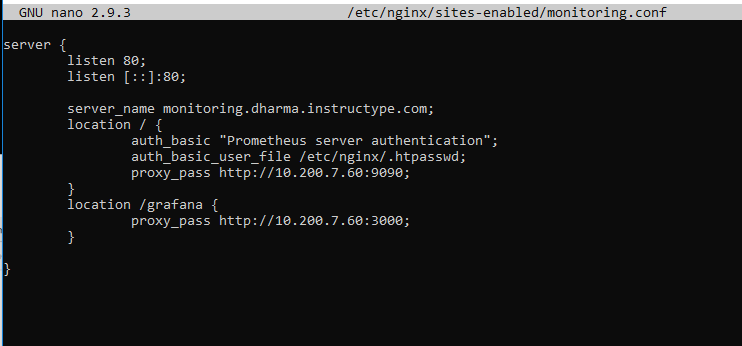 GNU nano 2.9.3 /etc/nginx/sites-enabled/monitoring.conf
server {
listen 80;
listen [::]:80;
server_name monitoring.dharma.instructype.com;
location / {
auth_basic "Prometheus server authentication";
auth_basic_user_file /etc/nginx/.htpasswd;
proxy_pass http://10.200.7.60:9090;
}
location /grafana {
proxy_pass http://10.200.7.60:3000;
}
}